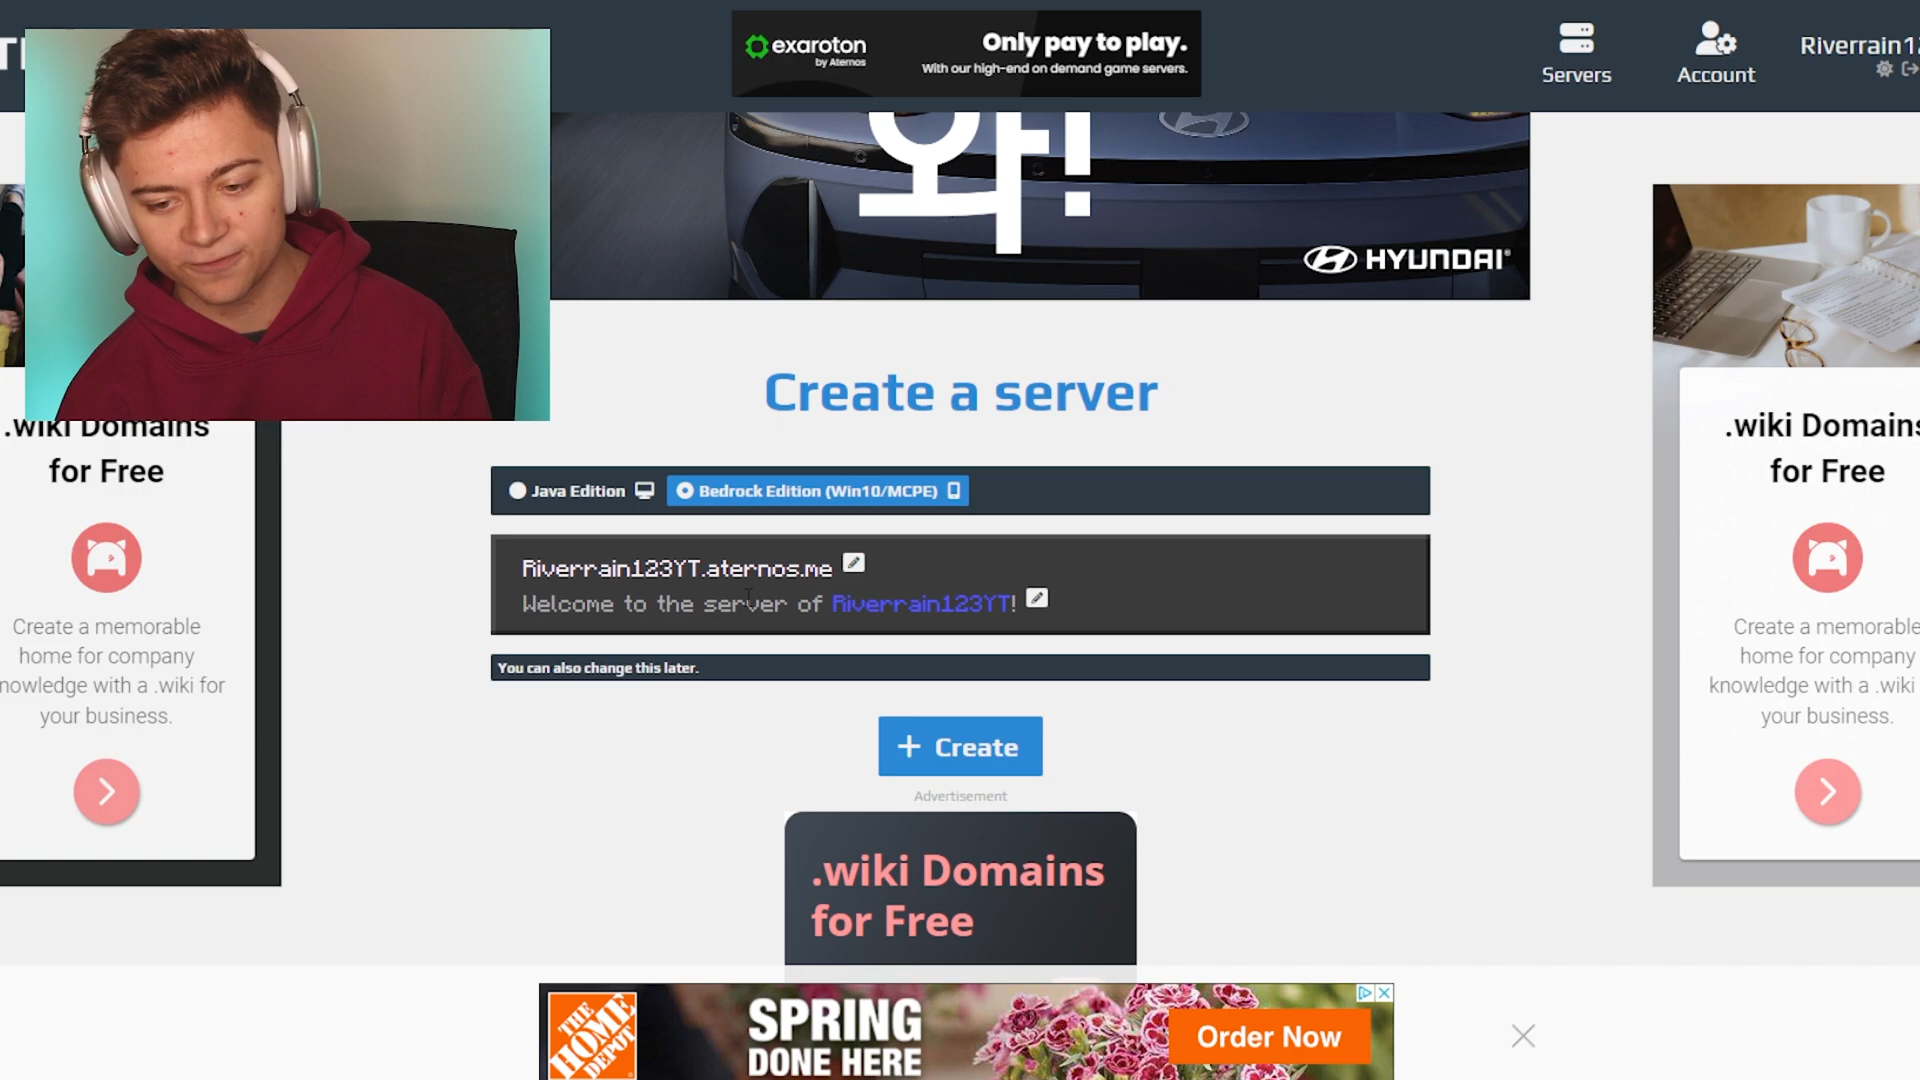 exaroton
by Aternos
Only pay to play.
With our high-end on demand game servers.
Servers
Account
와!
HYUNDAI
Create a server
Java Edition
Bedrock Edition (Win10/MCPE)
Riverrain123YT.aternos.me
Welcome to the server of Riverrain123YT!
You can also change this later.
+ Create
Advertisement
.wiki Domains
for Free
.wiki Domains
for Free
Create a memorable
home for company
knowledge with a .wiki for
your business.
.wiki Domains
for Free
Create a memorable
home for company
knowledge with a .wiki
your business.
THE HOME DEPOT
SPRING
DONE HERE
Order Now